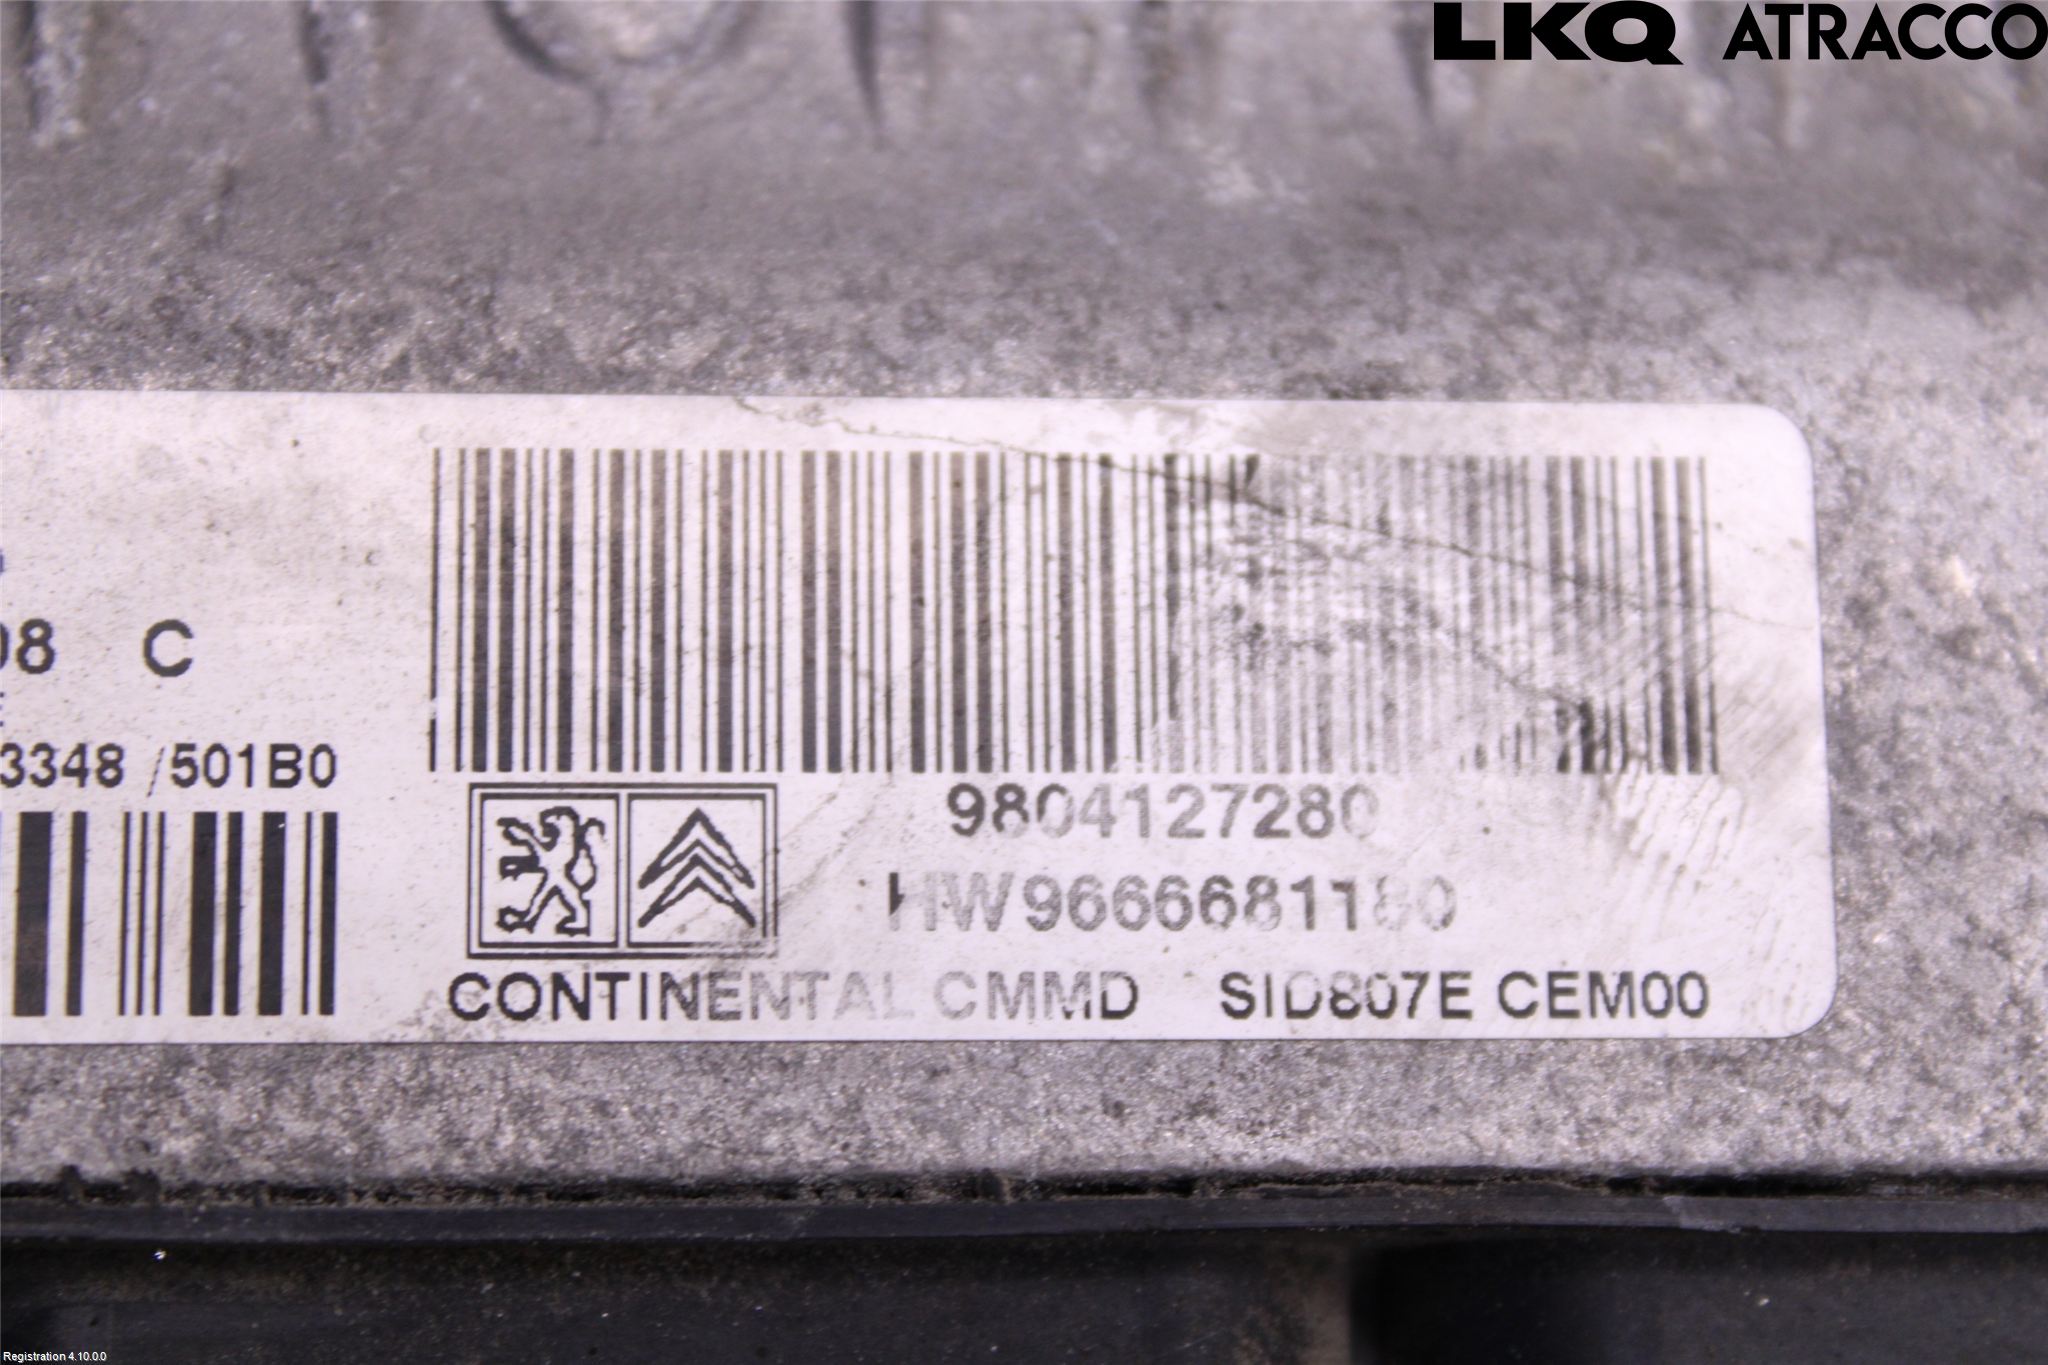 LKQ ATRACCO
08 C
3348 /501B0
9804127280
HW9666681180
CONTINENTAL CMMD SID807E CEM00
Registration 4.10.0.0